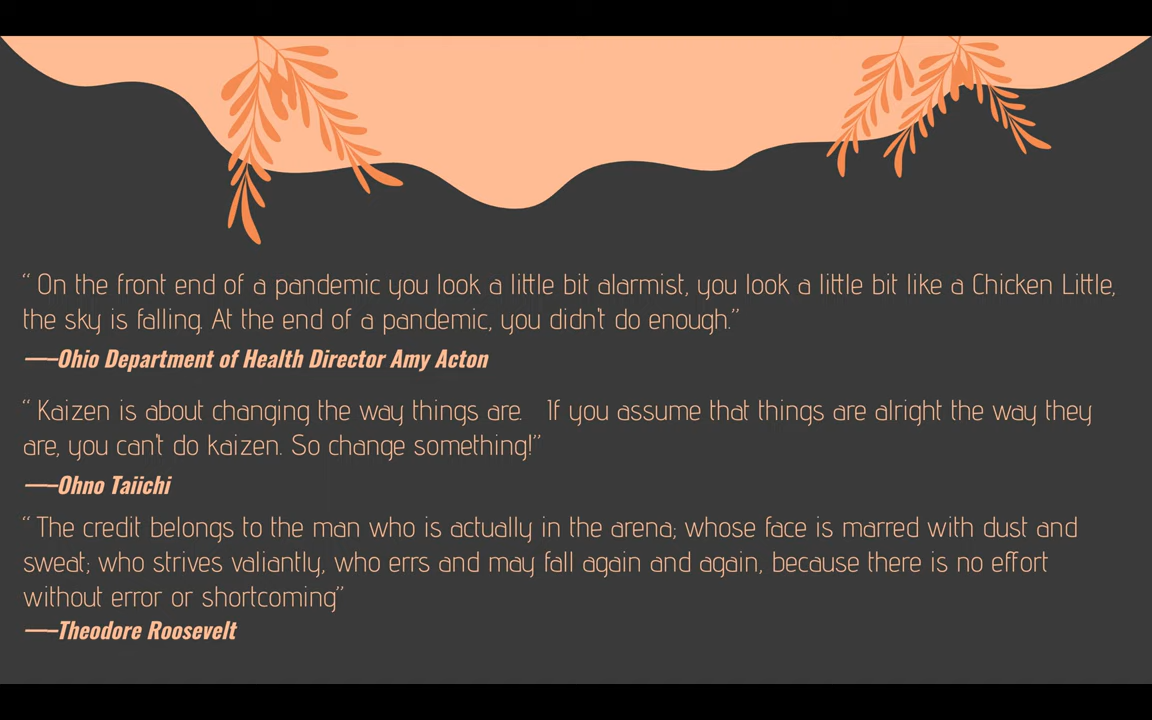 “ On the front end of a pandemic you look a little bit alarmist, you look a little bit like a Chicken Little,
the sky is falling. At the end of a pandemic, you didn't do enough.”
——Ohio Department of Health Director Amy Acton
“ Kaizen is about changing the way things are. If you assume that things are alright the way they
are, you can't do kaizen. So change something!”
——Ohno Taiichi
“ The credit belongs to the man who is actually in the arena; whose face is marred with dust and
sweat; who strives valiantly, who errs and may fall again and again, because there is no effort
without error or shortcoming”
——Theodore Roosevelt